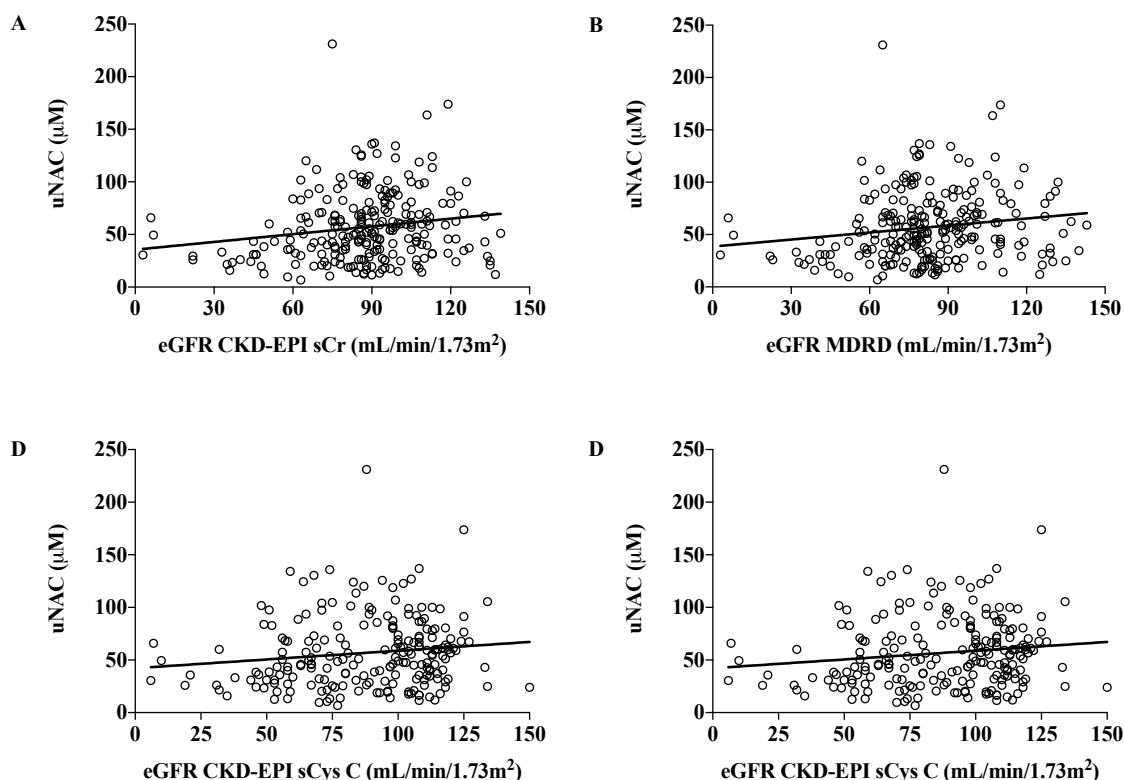 A
B
250
200
150
100
50
0
uNAC (μM)
0 30 60 90 120 150
eGFR CKD-EPI sCr (mL/min/1.73m²)
250
200
150
100
50
0
uNAC (μM)
0 30 60 90 120 150
eGFR MDRD (mL/min/1.73m²)
D
D
250
200
150
100
50
0
uNAC (μM)
0 25 50 75 100 125 150
eGFR CKD-EPI sCys C (mL/min/1.73m²)
250
200
150
100
50
0
uNAC (μM)
0 25 50 75 100 125 150
eGFR CKD-EPI sCys C (mL/min/1.73m²)